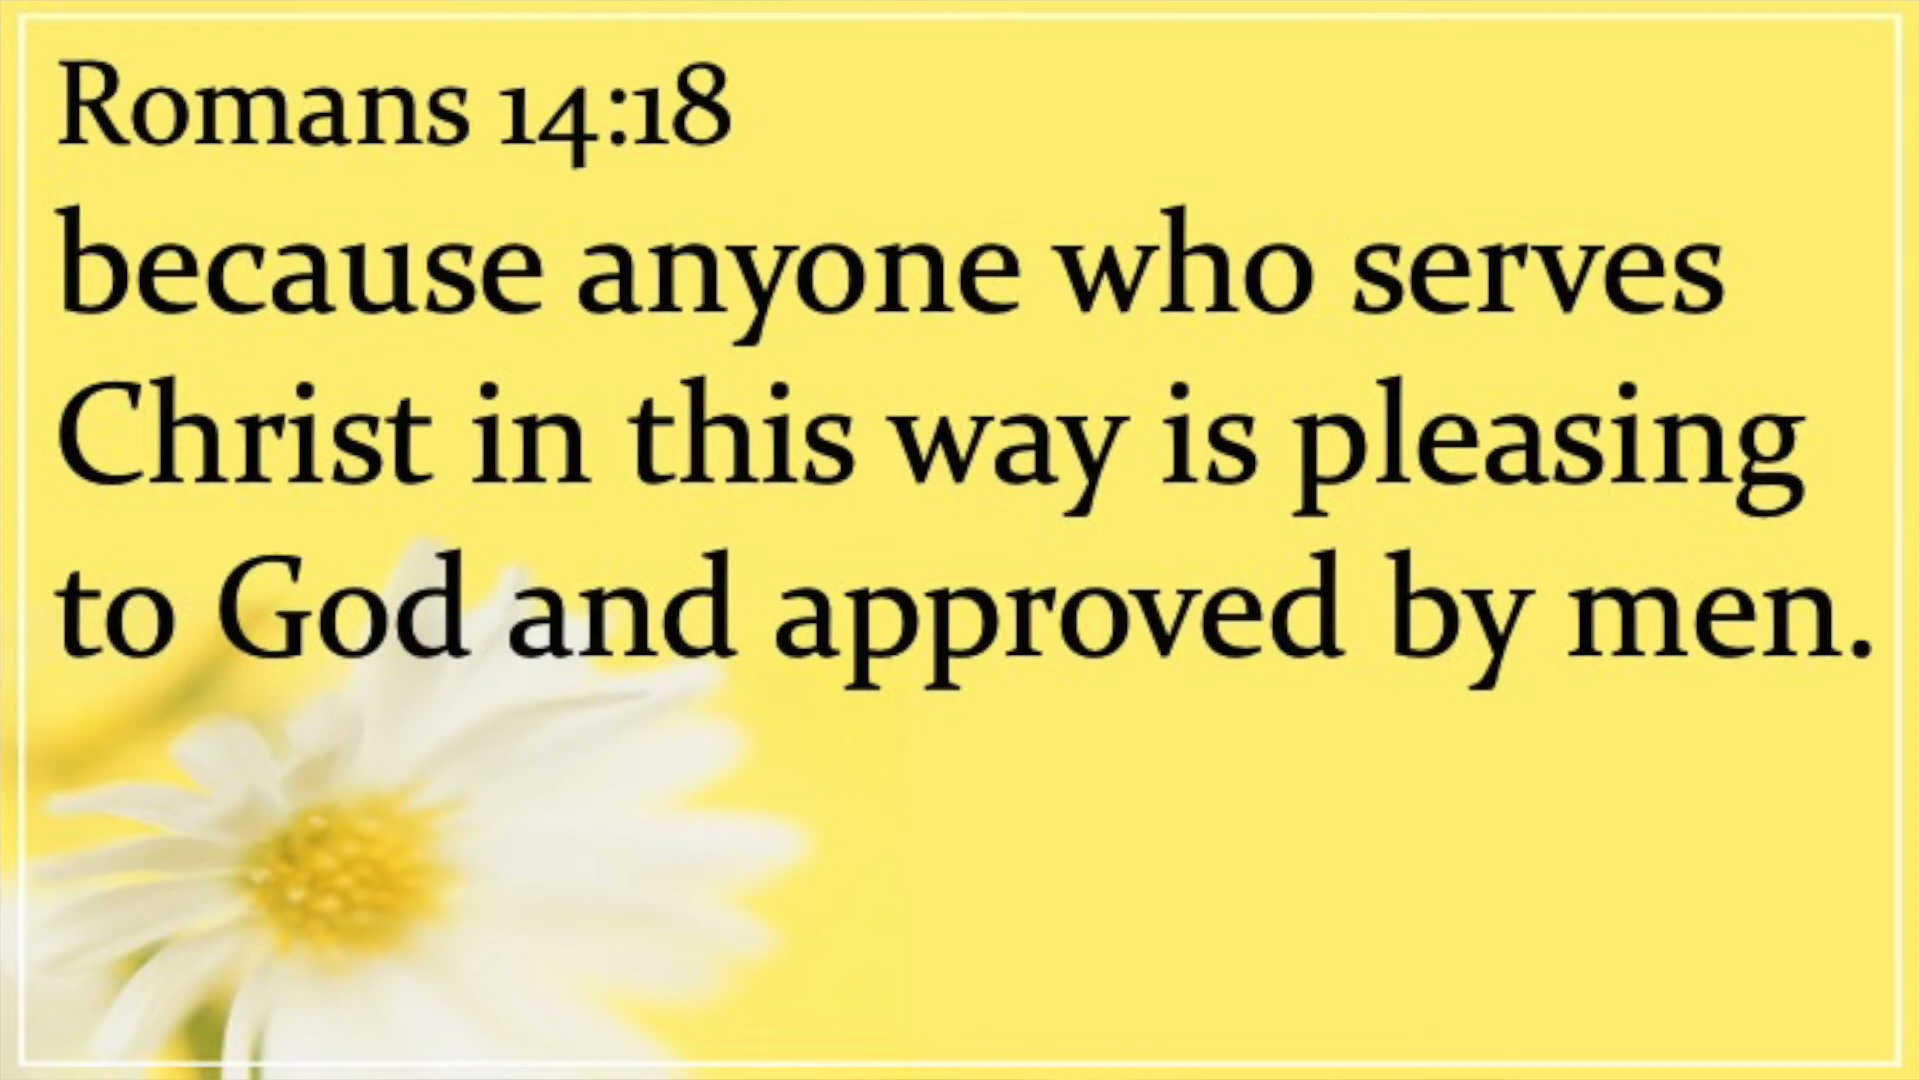 Romans 14:18
because anyone who serves
Christ in this way is pleasing
to God and approved by men.